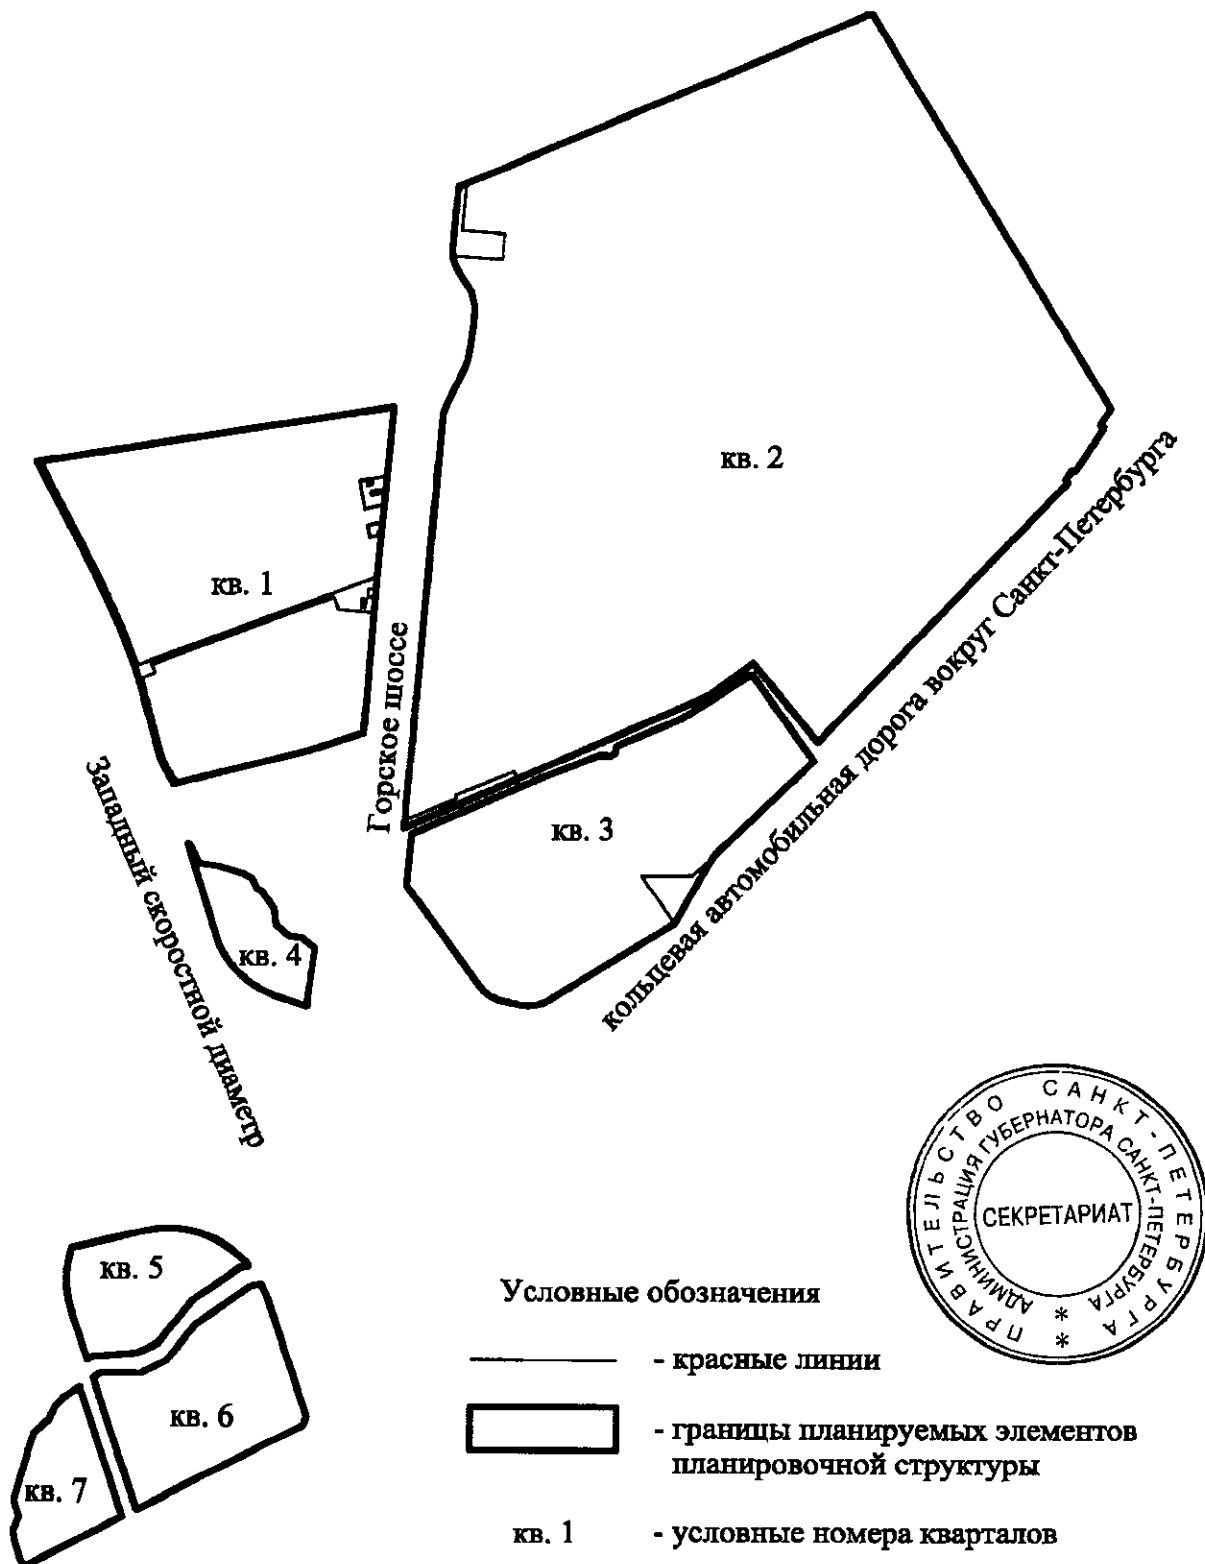 кв. 2
кв. 1
Горское шоссе
кольцевая автомобильная дорога вокруг Санкт-Петербурга
кв. 3
Западный скоростной диаметр
кв. 4
ПРАВИТЕЛЬСТВО САНКТ-ПЕТЕРБУРГА
АДМИНИСТРАЦИЯ ГУБЕРНАТОРА САНКТ-ПЕТЕРБУРГА
СЕКРЕТАРИАТ
* *
кв. 5
кв. 6
кв. 7
Условные обозначения
- красные линии
- границы планируемых элементов
планировочной структуры
кв. 1 - условные номера кварталов